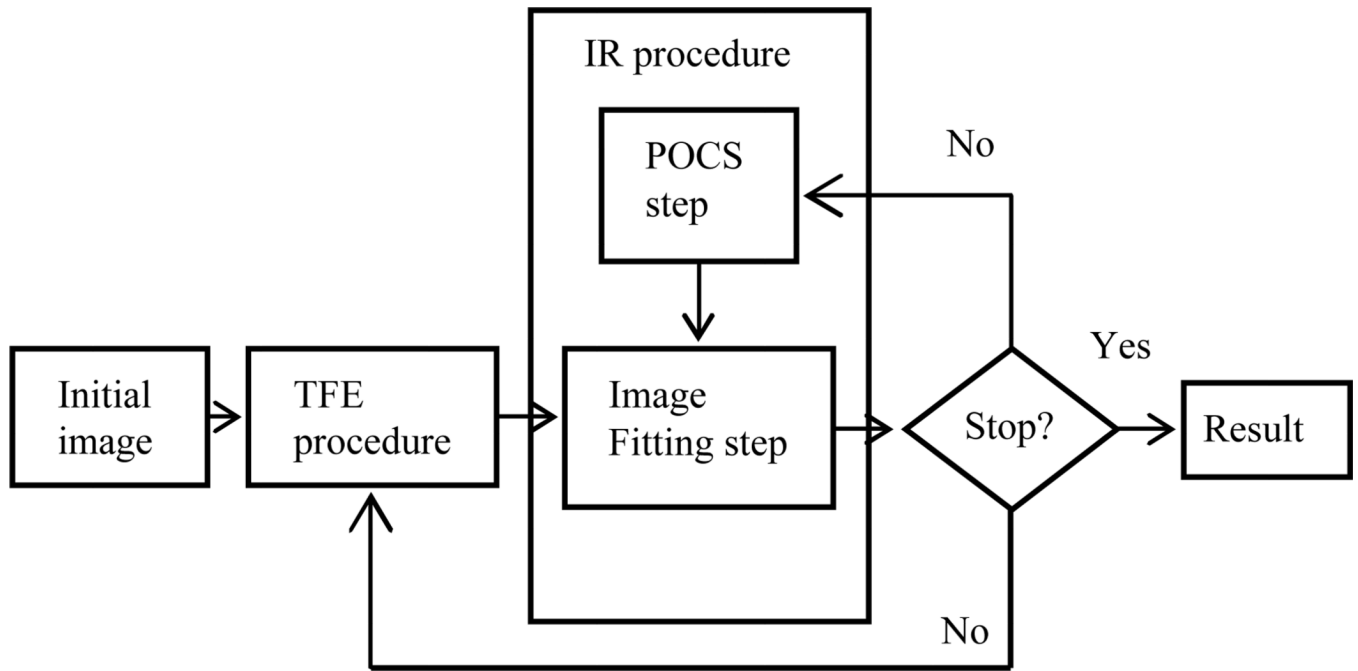 IR procedure
POCS
step
No
Initial
image
TFE
procedure
Image
Fitting step
Stop?
Yes
Result
No